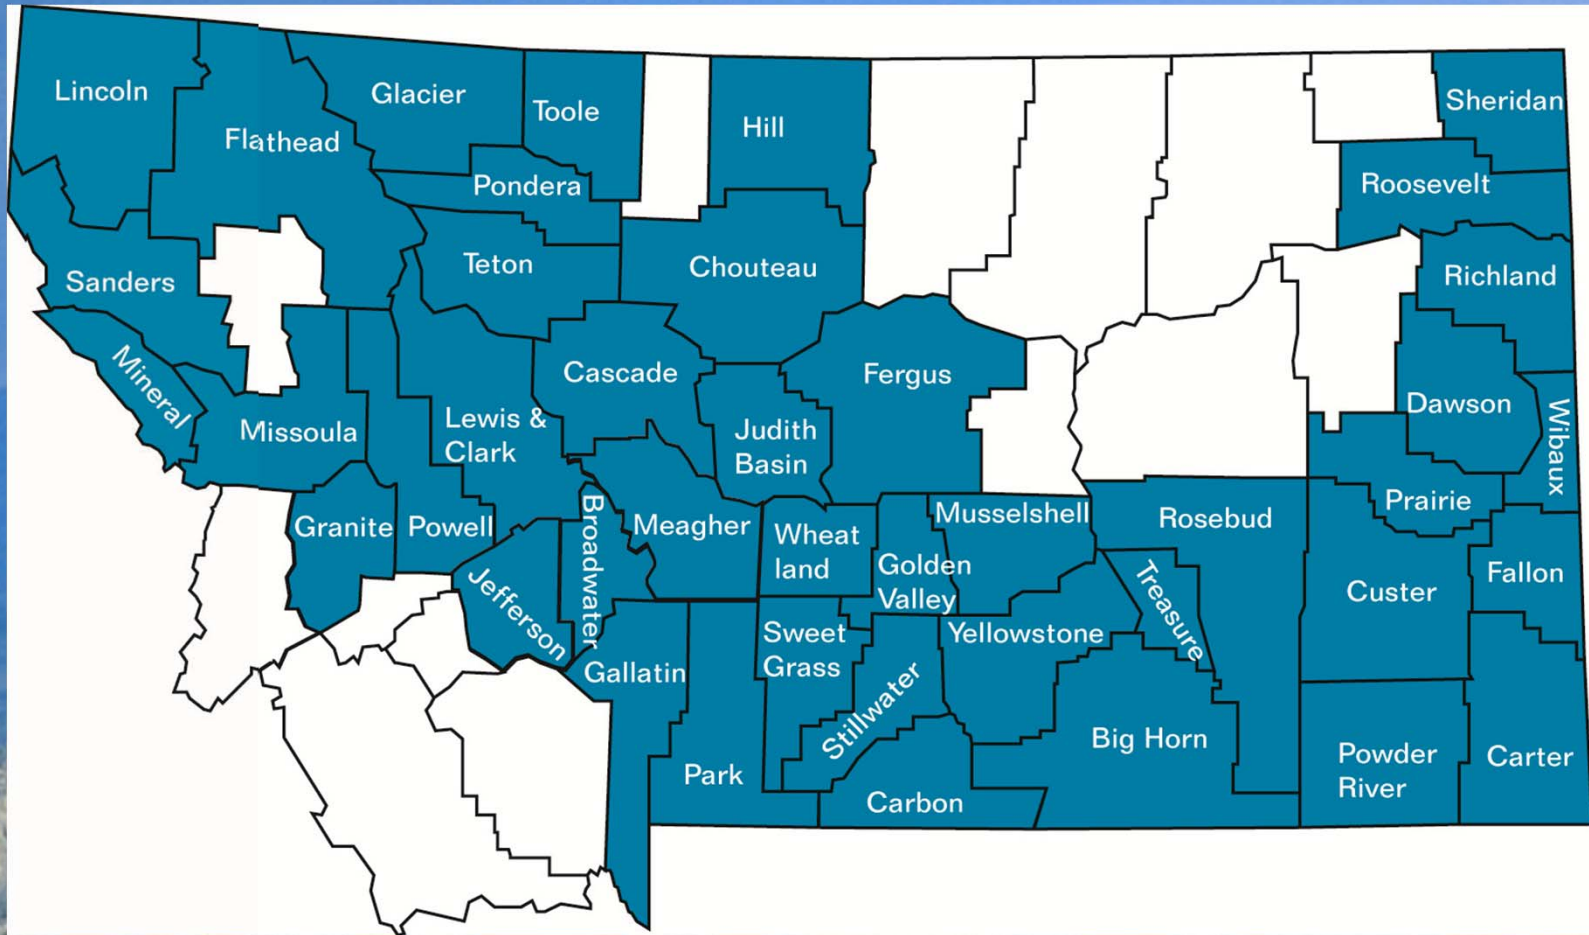 Lincoln
Flathead
Glacier
Toole
Hill
Sheridan
Pondera
Roosevelt
Sanders
Teton
Chouteau
Richland
Mineral
Missoula
Lewis &
Clark
Cascade
Judith
Basin
Fergus
Dawson
Wibaux
Granite
Powell
Jefferson
Broadwater
Meagher
Wheat
land
Golden
Valley
Musselshell
Rosebud
Treasure
Prairie
Custer
Fallon
Gallatin
Park
Sweet
Grass
Stillwater
Yellowstone
Carbon
Big Horn
Powder
River
Carter